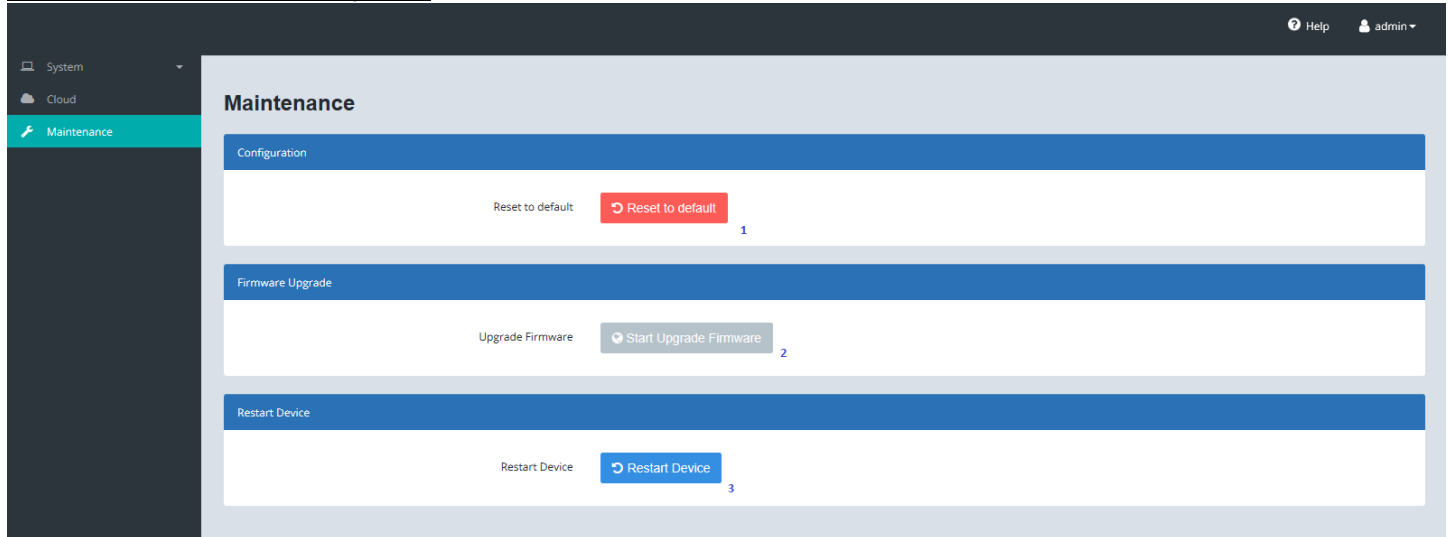 Help admin
System
Cloud
Maintenance
Maintenance
Configuration
Reset to default Reset to default
1
Firmware Upgrade
Upgrade Firmware Start Upgrade Firmware
2
Restart Device
Restart Device Restart Device
3